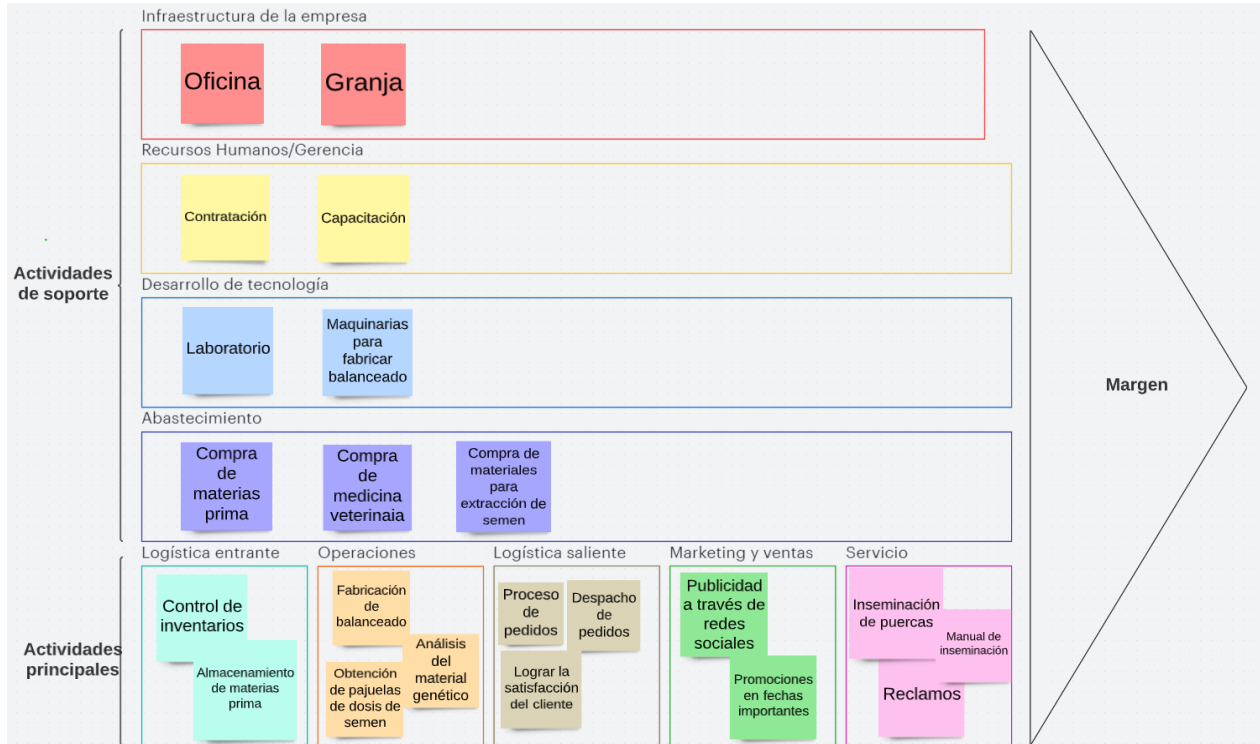 Infraestructura de la empresa
Oficina
Granja
Recursos Humanos/Gerencia
Contratación
Capacitación
Actividades
de soporte
Desarrollo de tecnología
Laboratorio
Maquinarias
para
fabricar
balanceado
Margen
Abastecimiento
Compra
de
materias
prima
Compra
de
medicina
veterinaia
Compra de
materiales
para
extracción de
semen
Actividades
principales
Logística entrante
Control de
inventarios
Almacenamiento
de materias
prima
Operaciones
Fabricación
de
balanceado
Análisis
del
material
genético
Obtención
de pajuelas
de dosis de
semen
Logística saliente
Proceso
de
pedidos
Despacho
de
pedidos
Lograr la
satisfacción
del cliente
Marketing y ventas
Publicidad
a través de
redes
sociales
Promociones
en fechas
importantes
Servicio
Inseminación
de puercas
Manual de
inseminación
Reclamos